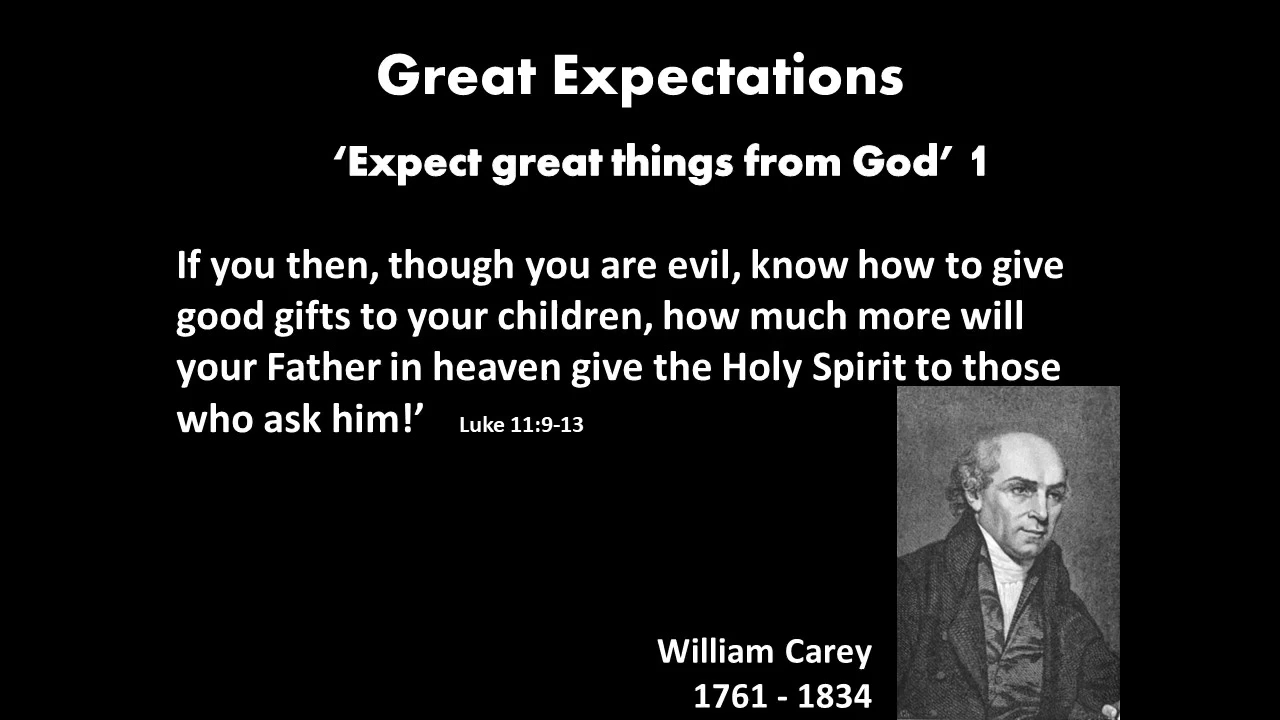 Great Expectations
‘Expect great things from God’ 1
If you then, though you are evil, know how to give
good gifts to your children, how much more will
your Father in heaven give the Holy Spirit to those
who ask him!’ Luke 11:9-13
William Carey
1761 - 1834